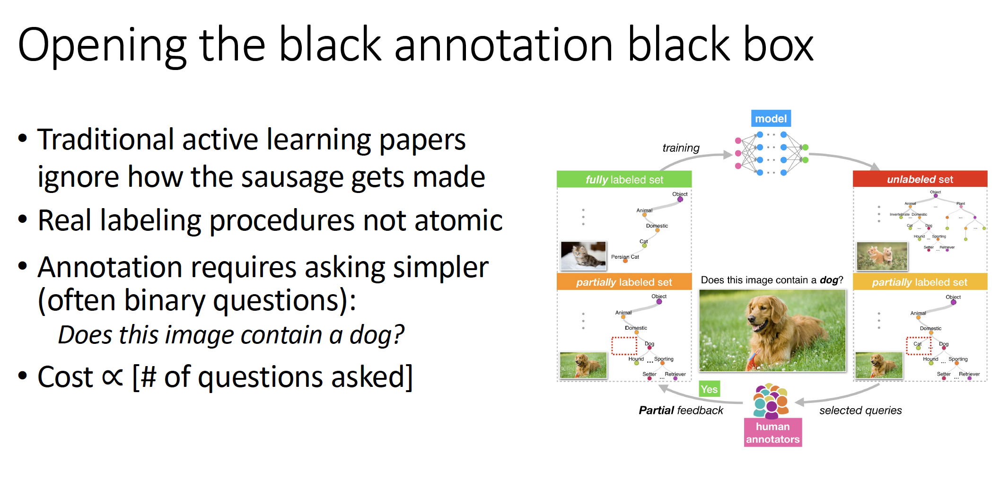 Opening the black annotation black box
• Traditional active learning papers
ignore how the sausage gets made
• Real labeling procedures not atomic
• Annotation requires asking simpler
(often binary questions):
Does this image contain a dog?
• Cost ∝ [# of questions asked]
model
training
fully labeled set
Object
Animal
Domestic
Cat
Persian Cat
unlabeled set
Object
Animal ... Plant
Invertebrate ... Domestic ...
Cat ... Dog ...
Hound ... Sporting
Setter ... Retriever
partially labeled set
Object
Animal
Domestic
Dog
Hound ... Sporting
Setter ... Retriever
Does this image contain a dog?
partially labeled set
Object
Animal
Domestic
Cat ... Dog
Hound ... Sporting
Setter ... Retriever
Yes
Partial feedback
selected queries
human
annotators